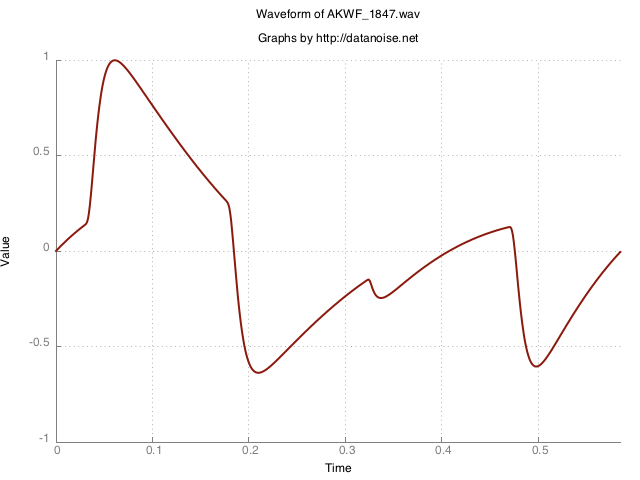 Waveform of AKWF_1847.wav
Graphs by http://datanoise.net
1
0.5
0
-0.5
-1
Value
0 0.1 0.2 0.3 0.4 0.5
Time